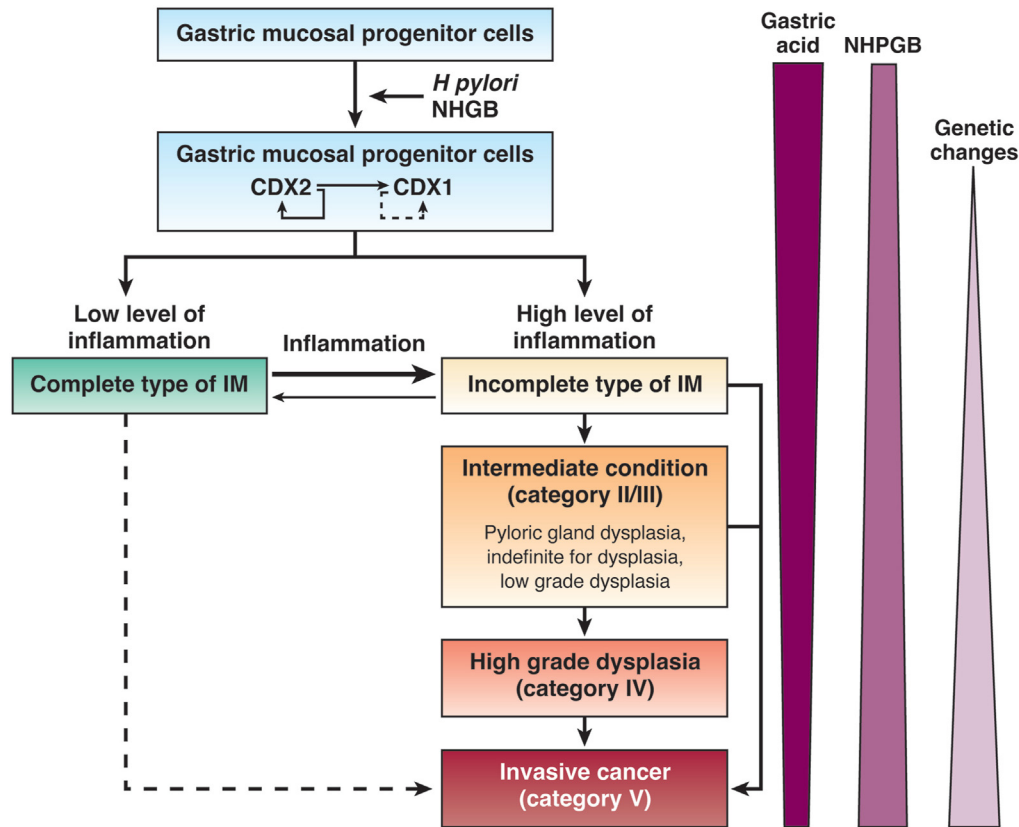 Gastric mucosal progenitor cells
H pylori
NHGB
Gastric mucosal progenitor cells
CDX2
CDX1
Low level of
inflammation
High level of
inflammation
Inflammation
Complete type of IM
Incomplete type of IM
Intermediate condition
(category II/III)
Pyloric gland dysplasia,
indefinite for dysplasia,
low grade dysplasia
High grade dysplasia
(category IV)
Invasive cancer
(category V)
Gastric
acid
NHPGB
Genetic
changes